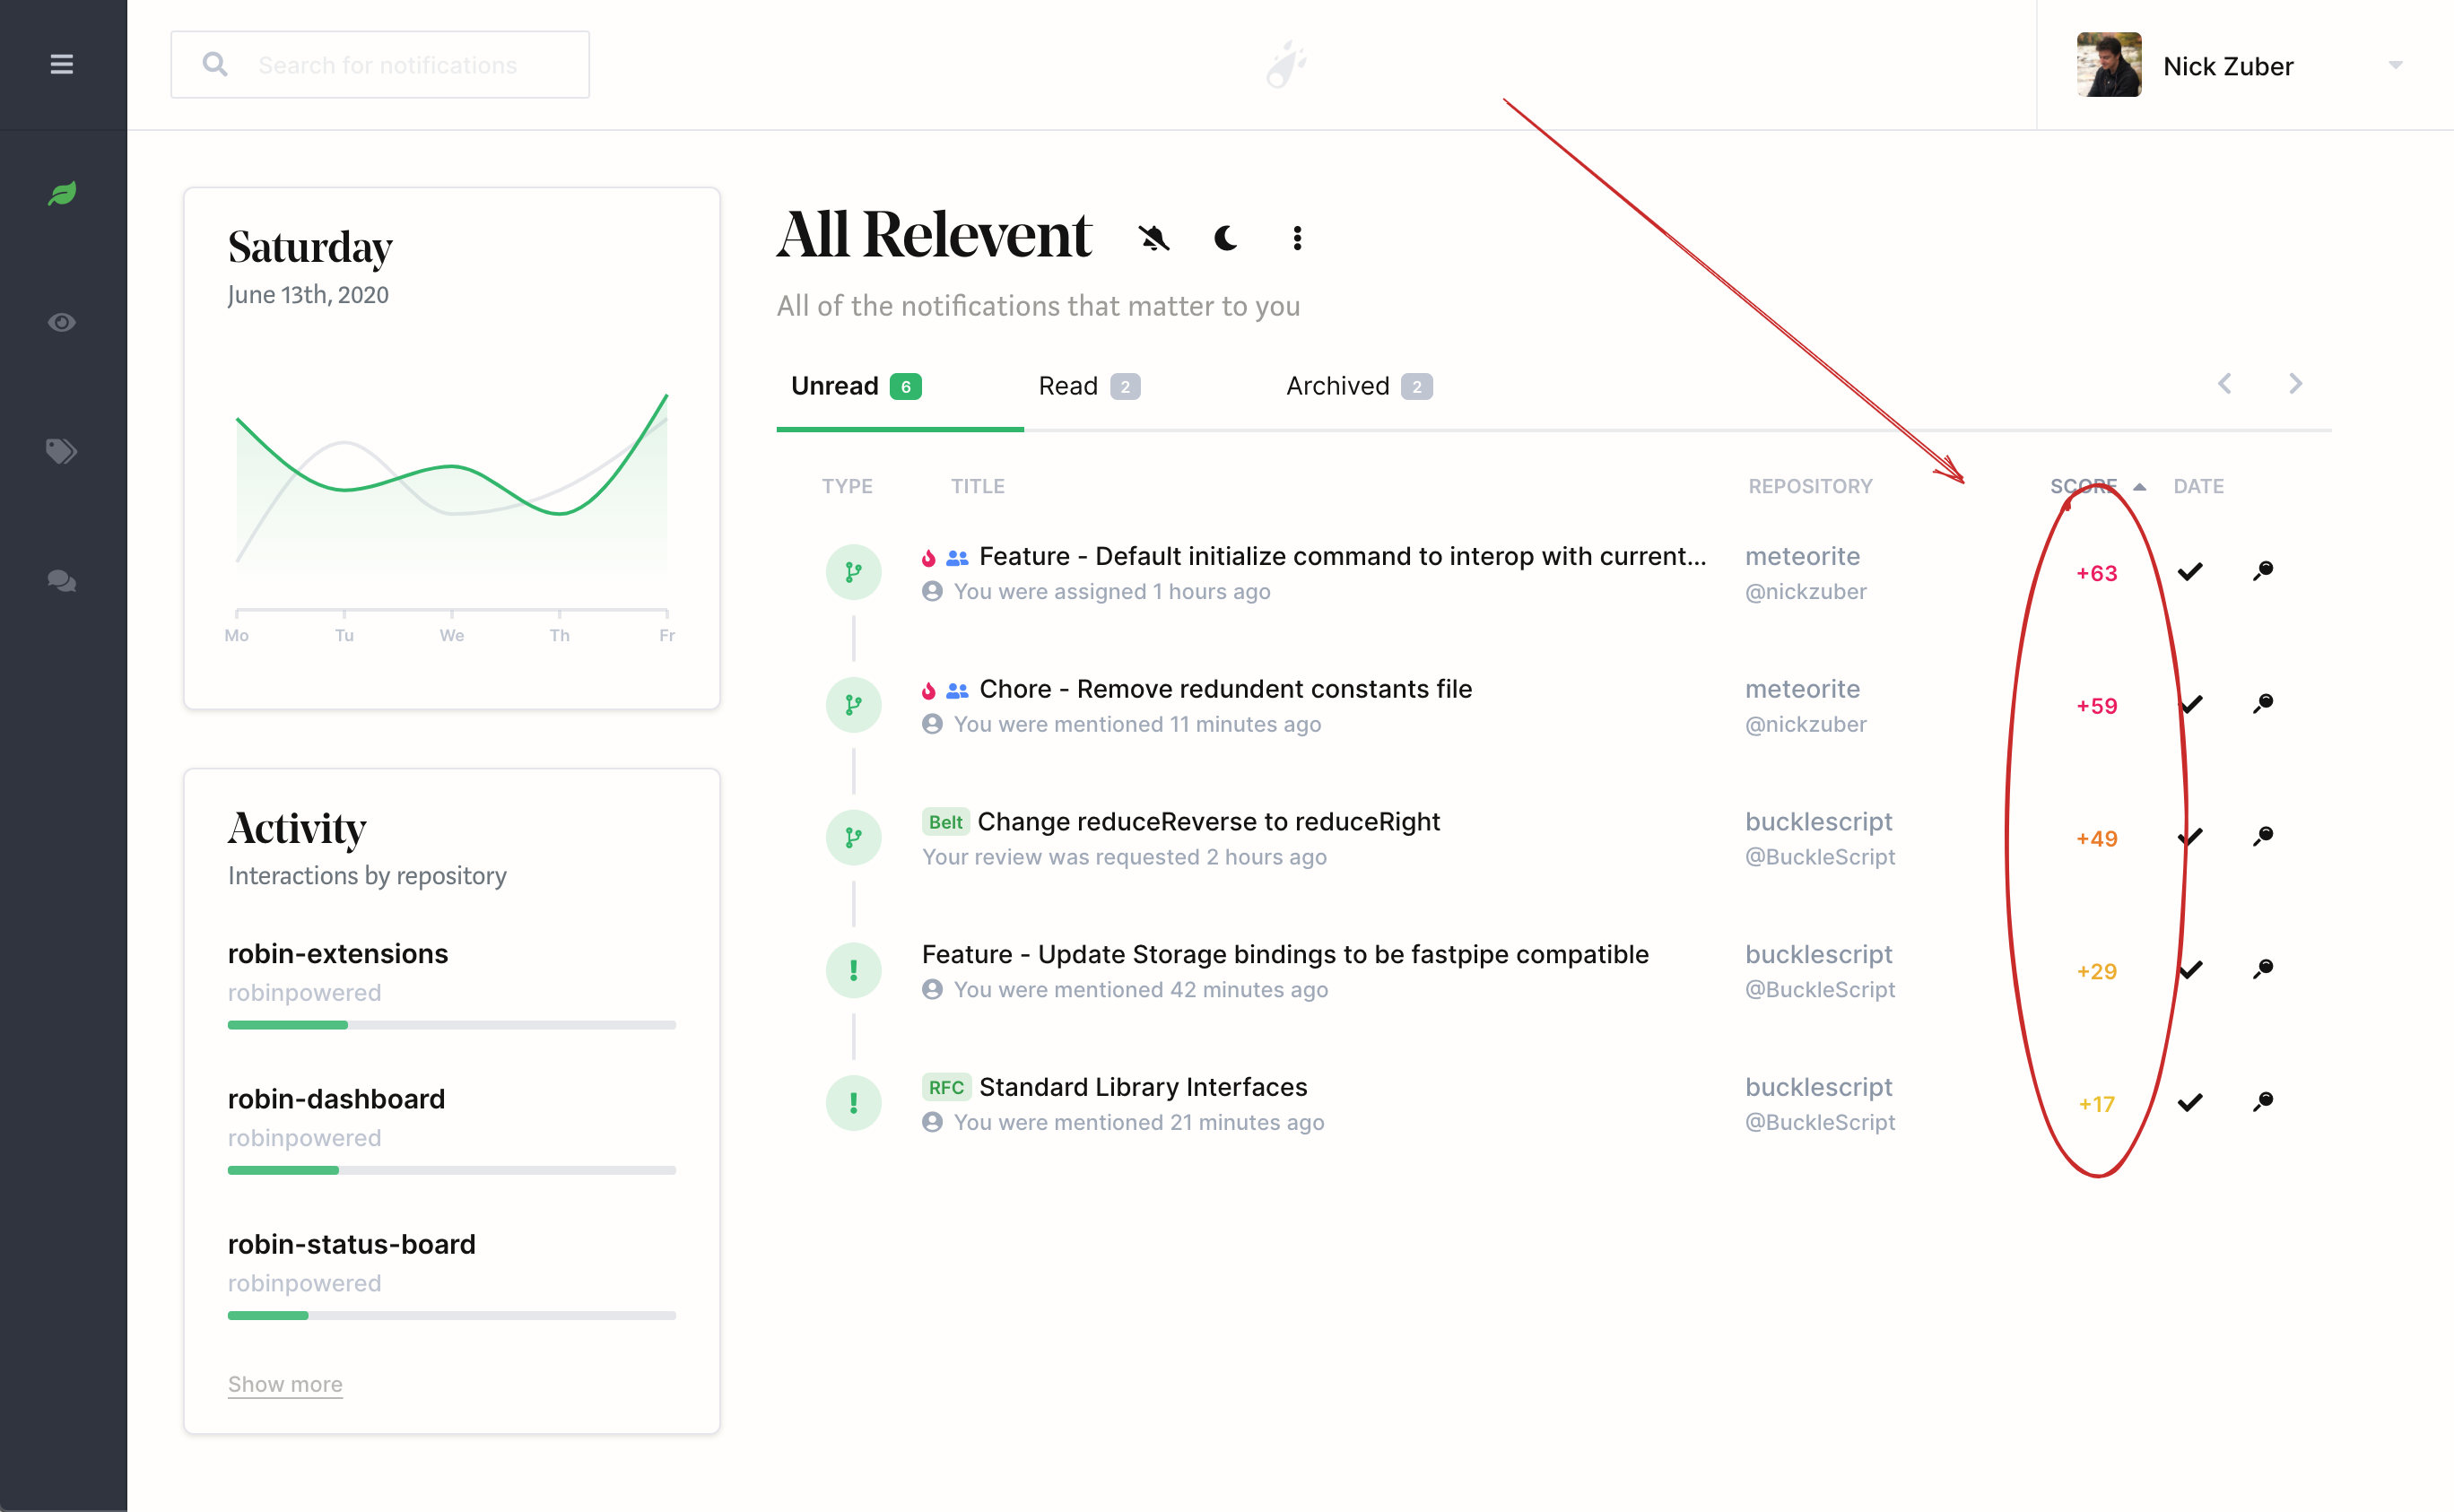 Search for notifications
Nick Zuber
Saturday
June 13th, 2020
Mo Tu We Th Fr
Activity
Interactions by repository
robin-extensions
robinpowered
robin-dashboard
robinpowered
robin-status-board
robinpowered
Show more
All Relevent
All of the notifications that matter to you
Unread 6 Read 2 Archived 2
TYPE TITLE REPOSITORY SCORE DATE
Feature - Default initialize command to interop with current... meteorite
You were assigned 1 hours ago @nickzuber
+63
Chore - Remove redundent constants file meteorite
You were mentioned 11 minutes ago @nickzuber
+59
Belt Change reduceReverse to reduceRight bucklescript
Your review was requested 2 hours ago @BuckleScript
+49
Feature - Update Storage bindings to be fastpipe compatible bucklescript
You were mentioned 42 minutes ago @BuckleScript
+29
RFC Standard Library Interfaces bucklescript
You were mentioned 21 minutes ago @BuckleScript
+17